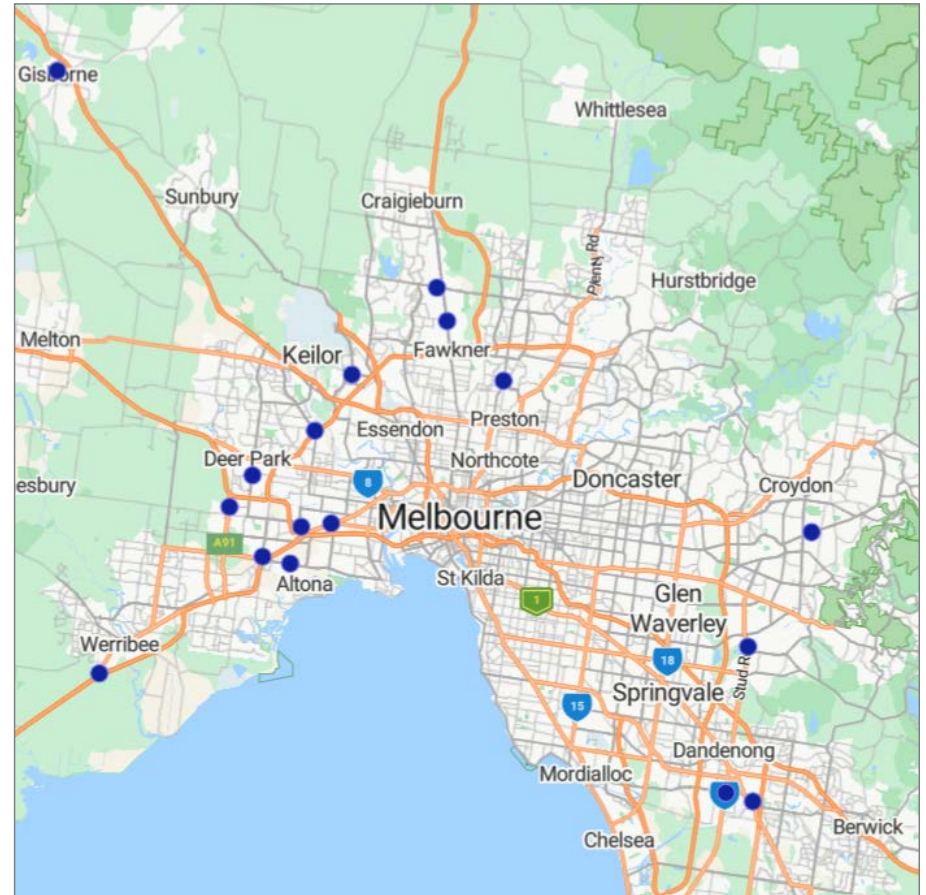 Gisborne
Whittlesea
Sunbury
Craigieburn
Plenty Rd
Hurstbridge
Melton
Keilor
Fawkner
Preston
Essendon
Deer Park
Northcote
8
Doncaster
esbury
Croydon
Melbourne
A91
St Kilda
Altona
1
Glen
Waverley
Werribee
18
Stud R
Springvale
15
Dandenong
Mordialloc
Berwick
Chelsea